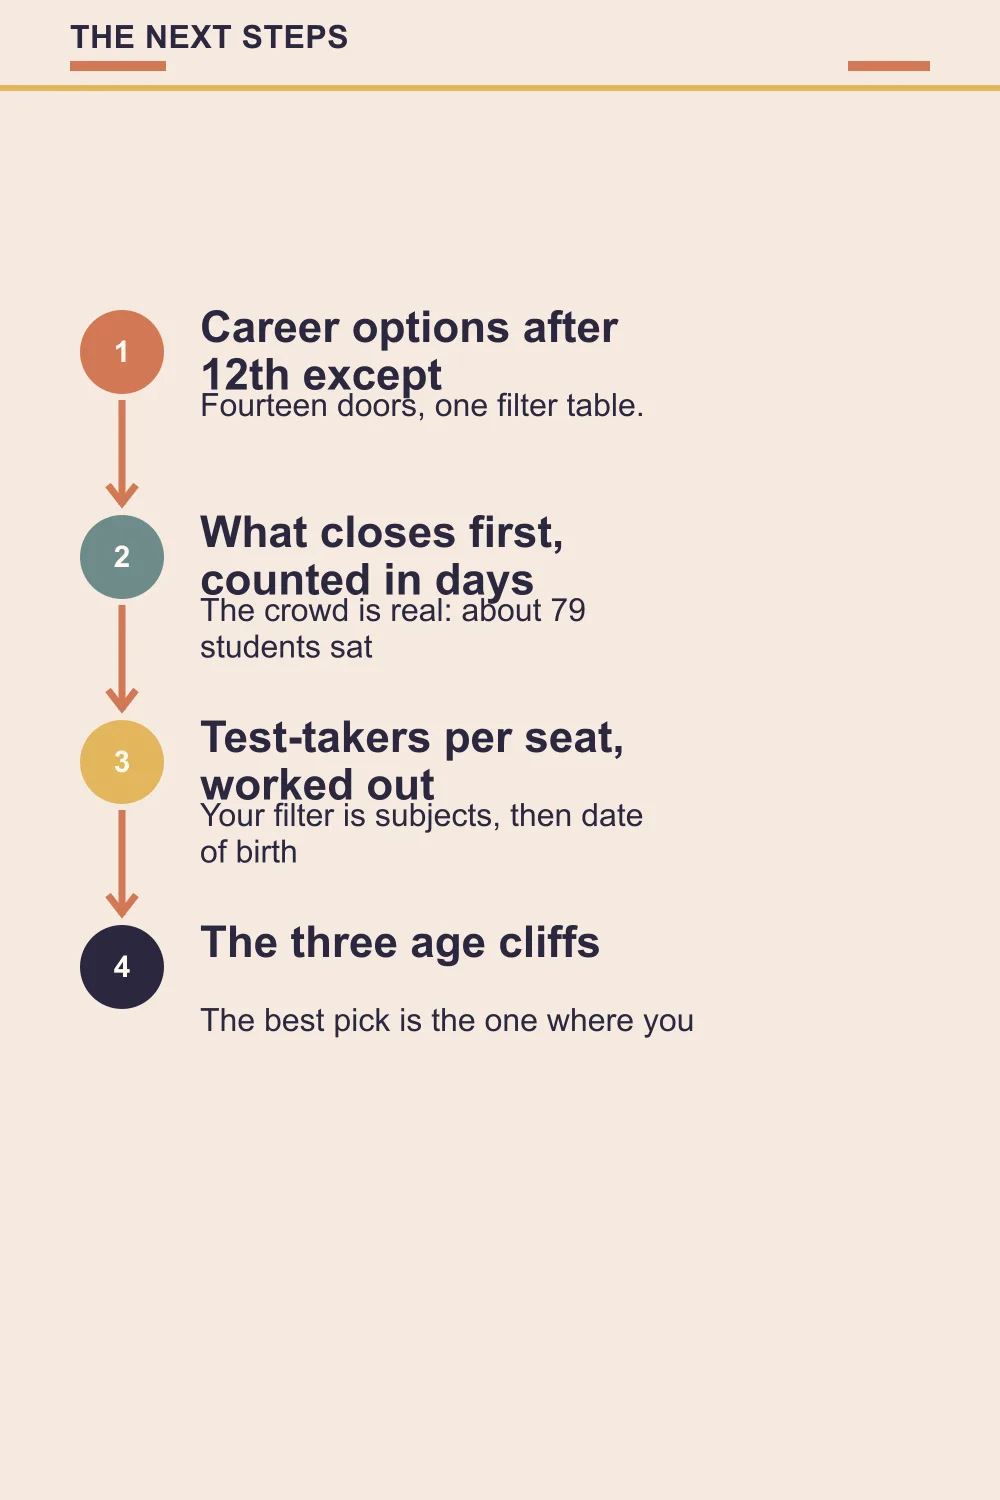 THE NEXT STEPS
1
Career options after
12th except
Fourteen doors, one filter table.
2
What closes first,
counted in days
The crowd is real: about 79
students sat
3
Test-takers per seat,
worked out
Your filter is subjects, then date
of birth
4
The three age cliffs
The best pick is the one where you